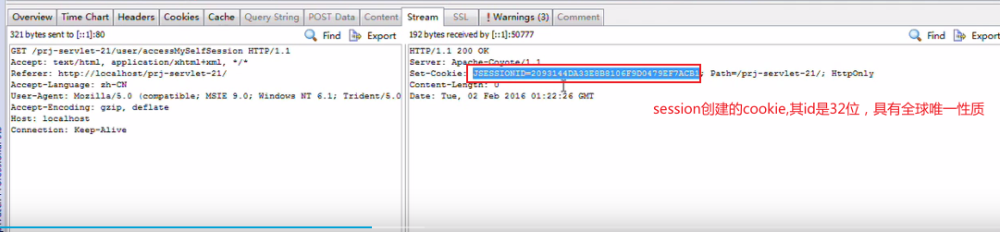 Overview Time Chart Headers Cookies Cache Query String POST Data Content Stream SSL ! Warnings (3) Comment
321 bytes sent to [::1]:80 Find Export
GET /prj-servlet-21/user/accessMySelfSession HTTP/1.1
Accept: text/html, application/xhtml+xml, */*
Referer: http://localhost/prj-servlet-21/
Accept-Language: zh-CN
User-Agent: Mozilla/5.0 (compatible; MSIE 9.0; Windows NT 6.1; Trident/5.0
Accept-Encoding: gzip, deflate
Host: localhost
Connection: Keep-Alive
192 bytes received by [::1]:50777 Find Export
HTTP/1.1 200 OK
Server: Apache-Coyote/1.1
Set-Cookie: JSESSIONID=2093144DA33E8B8106F9D0479EF7ACB1; Path=/prj-servlet-21/; HttpOnly
Content-Length: 0
Date: Tue, 02 Feb 2016 01:22:26 GMT
session创建的cookie,其id是32位，具有全球唯一性质